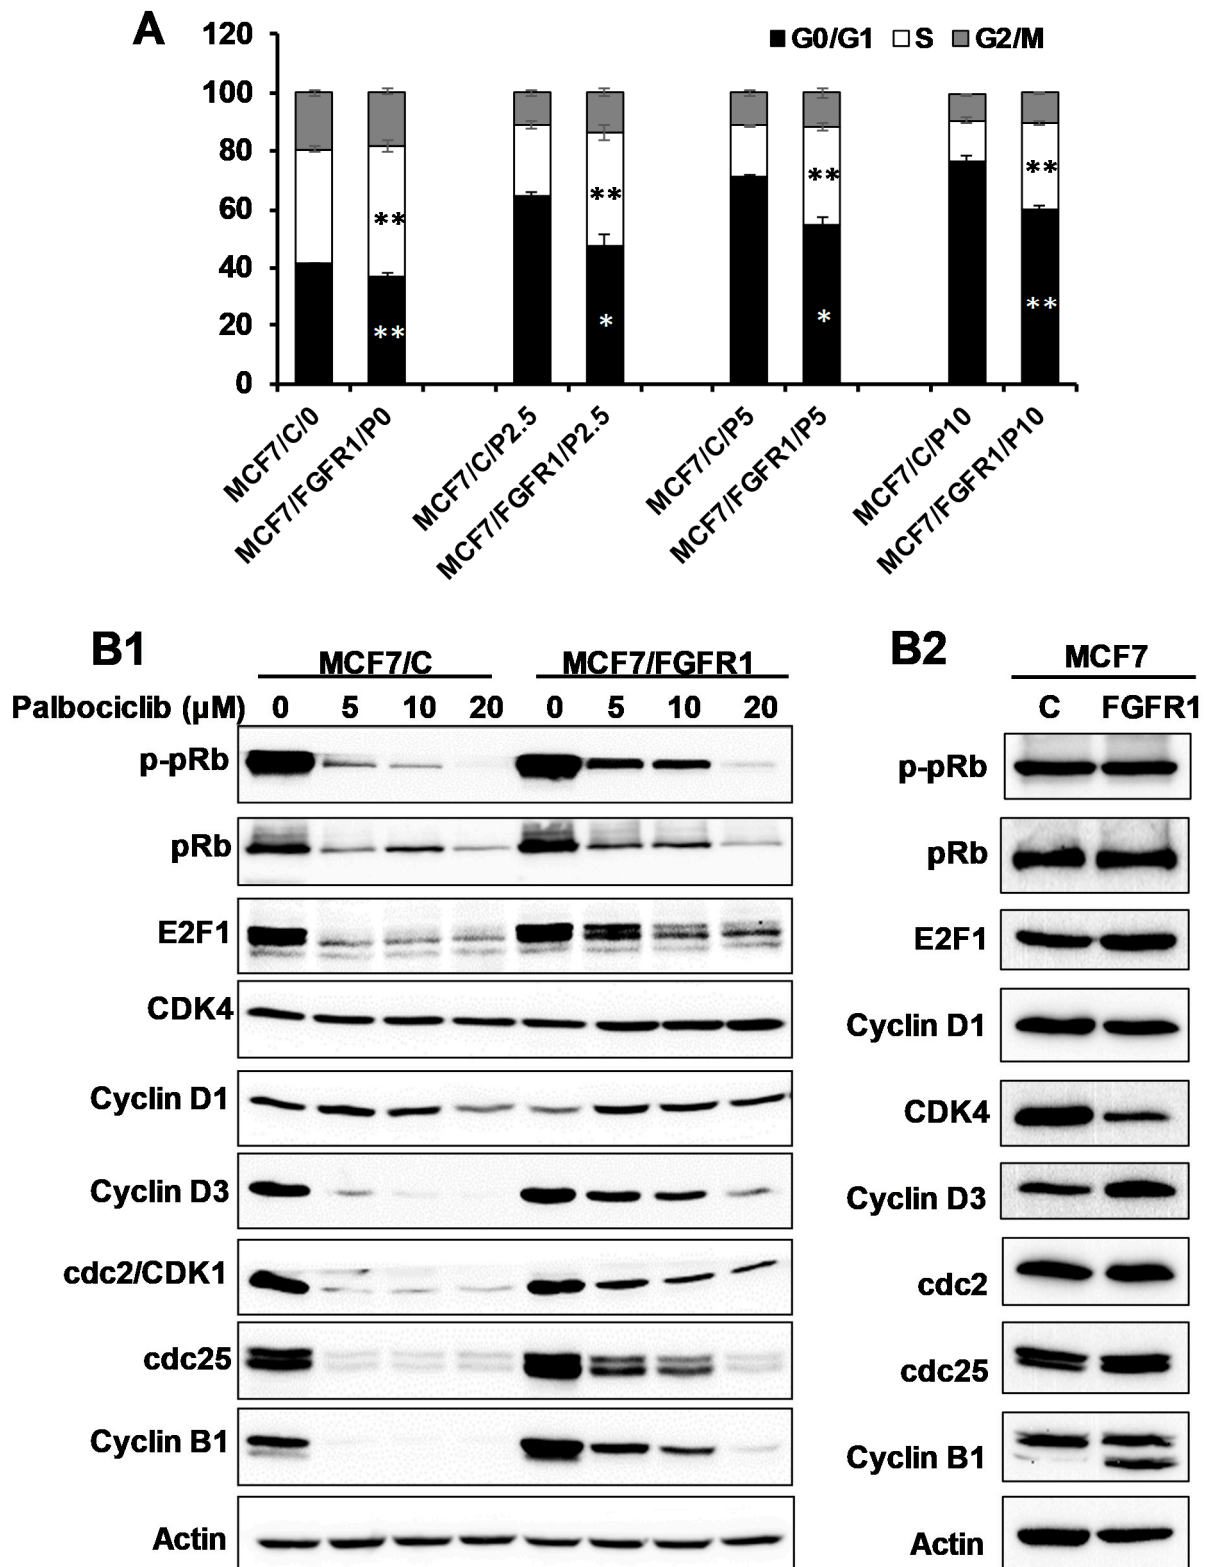 A
G0/G1 S G2/M
120
100
80
60
40
20
0
** ** * ** * ** ** **
MCF7/C/0
MCF7/FGFR1/P0
MCF7/C/P2.5
MCF7/FGFR1/P2.5
MCF7/C/P5
MCF7/FGFR1/P5
MCF7/C/P10
MCF7/FGFR1/P10
B1
MCF7/C MCF7/FGFR1
Palbociclib (µM) 0 5 10 20 0 5 10 20
p-pRb
pRb
E2F1
CDK4
Cyclin D1
Cyclin D3
cdc2/CDK1
cdc25
Cyclin B1
Actin
B2
MCF7
C FGFR1
p-pRb
pRb
E2F1
Cyclin D1
CDK4
Cyclin D3
cdc2
cdc25
Cyclin B1
Actin